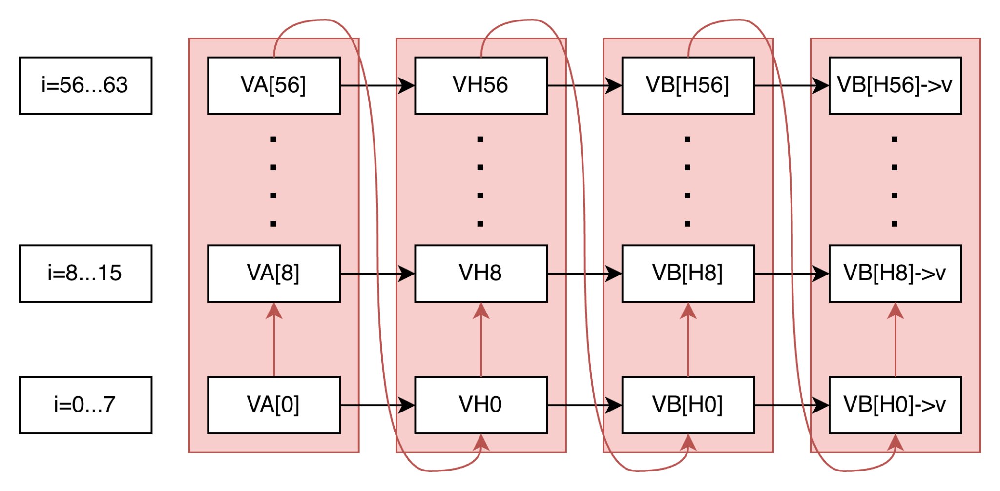 i=56...63
VA[56]
VH56
VB[H56]
VB[H56]->v
i=8...15
VA[8]
VH8
VB[H8]
VB[H8]->v
i=0...7
VA[0]
VH0
VB[H0]
VB[H0]->v